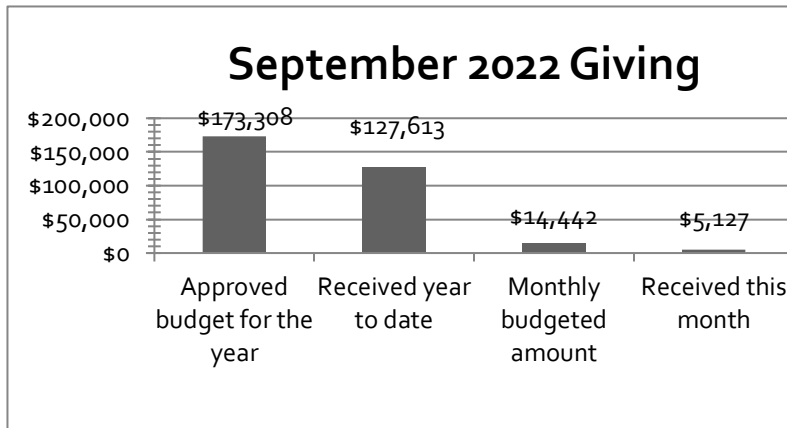 September 2022 Giving
$200,000
$150,000
$100,000
$50,000
$0
$173,308
$127,613
$14,442
$5,127
Approved
budget for the
year
Received year
to date
Monthly
budgeted
amount
Received this
month